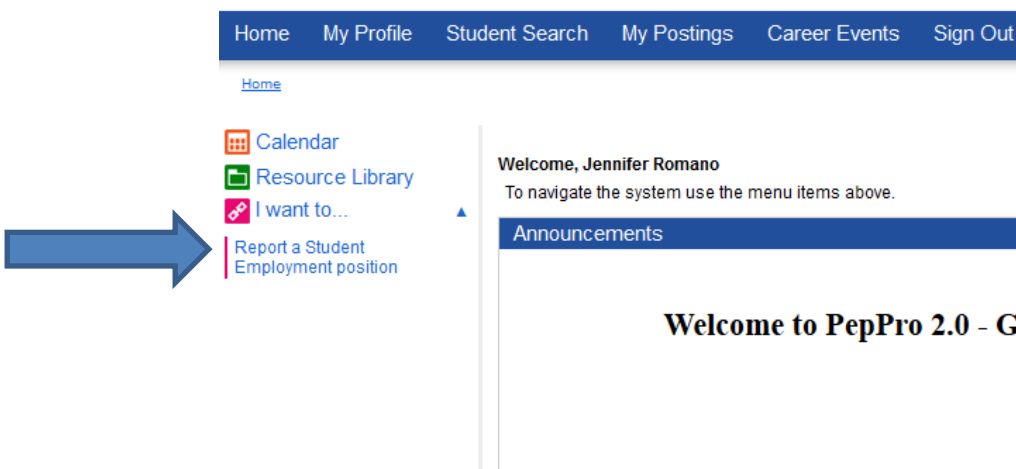 Home My Profile Student Search My Postings Career Events Sign Out
Home
Calendar
Resource Library
I want to...
Report a Student
Employment position
Welcome, Jennifer Romano
To navigate the system use the menu items above.
Announcements
Welcome to PepPro 2.0 - G